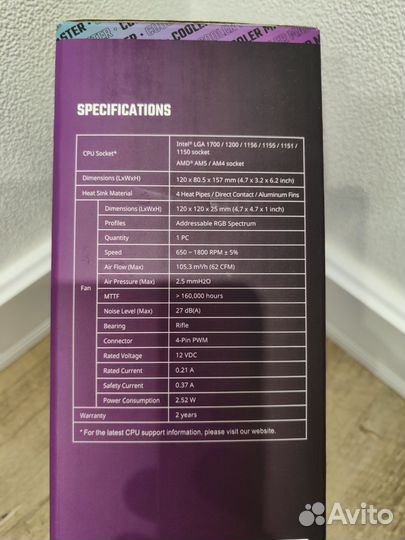 STER • COOLER MASTER • COOLER M
SPECIFICATIONS
CPU Socket* Intel® LGA 1700 / 1200 / 1156 / 1155 / 1151 /
1150 socket
AMD® AM5 / AM4 socket
Dimensions (LxWxH) 120 x 80.5 x 157 mm (4.7 x 3.2 x 6.2 inch)
Heat Sink Material 4 Heat Pipes / Direct Contact / Aluminum Fins
Fan
Dimensions (LxWxH) 120 x 120 x 25 mm (4.7 x 4.7 x 1 inch)
Profiles Addressable RGB Spectrum
Quantity 1 PC
Speed 650 ~ 1800 RPM ± 5%
Air Flow (Max) 105.3 m³/h (62 CFM)
Air Pressure (Max) 2.5 mmH2O
MTTF > 160,000 hours
Noise Level (Max) 27 dB(A)
Bearing Rifle
Connector 4-Pin PWM
Rated Voltage 12 VDC
Rated Current 0.21 A
Safety Current 0.37 A
Power Consumption 2.52 W
Warranty 2 years
* For the latest CPU support information, please visit our website.
Avito